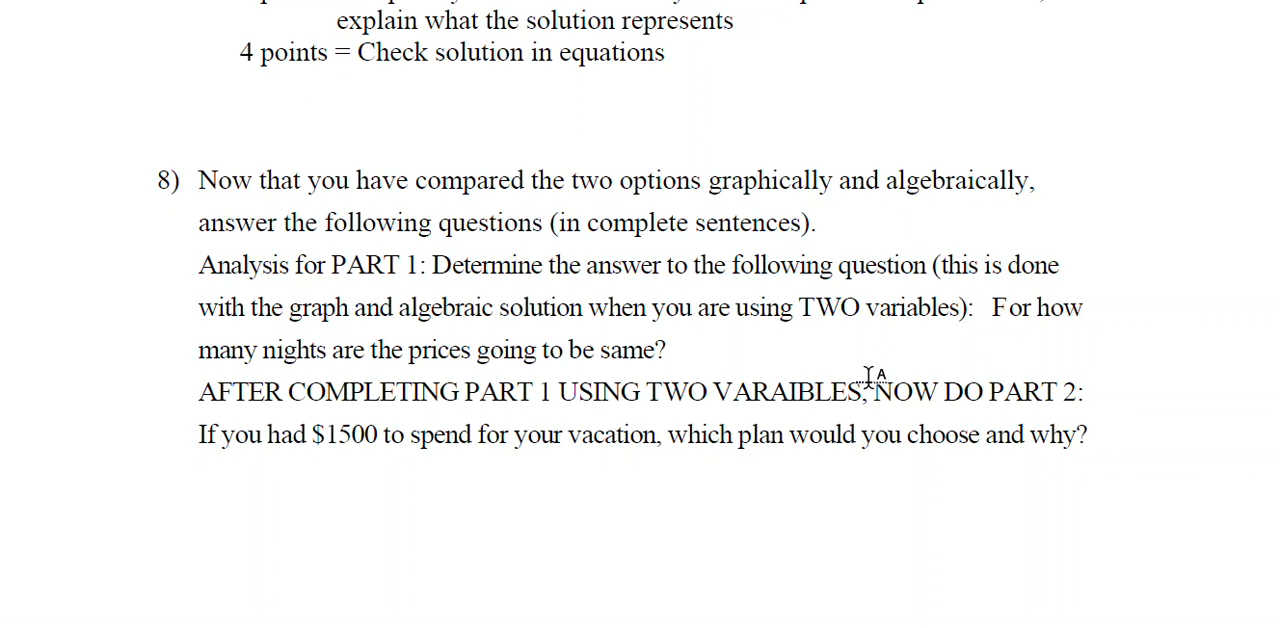 explain what the solution represents
4 points = Check solution in equations
8) Now that you have compared the two options graphically and algebraically,
answer the following questions (in complete sentences).
Analysis for PART 1: Determine the answer to the following question (this is done
with the graph and algebraic solution when you are using TWO variables): For how
many nights are the prices going to be same?
AFTER COMPLETING PART 1 USING TWO VARAIBLES, NOW DO PART 2:
If you had $1500 to spend for your vacation, which plan would you choose and why?